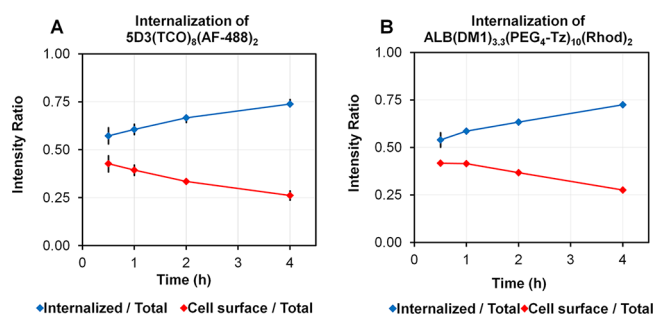 A
Internalization of
5D3(TCO)₈(AF-488)₂
Intensity Ratio
1.00
0.75
0.50
0.25
0.00
0 1 2 3 4
Time (h)
Internalized / Total Cell surface / Total
B
Internalization of
ALB(DM1)₃.₃(PEG₄-Tz)₁₀(Rhod)₂
Intensity Ratio
1.00
0.75
0.50
0.25
0.00
0 1 2 3 4
Time (h)
Internalized / Total Cell surface / Total